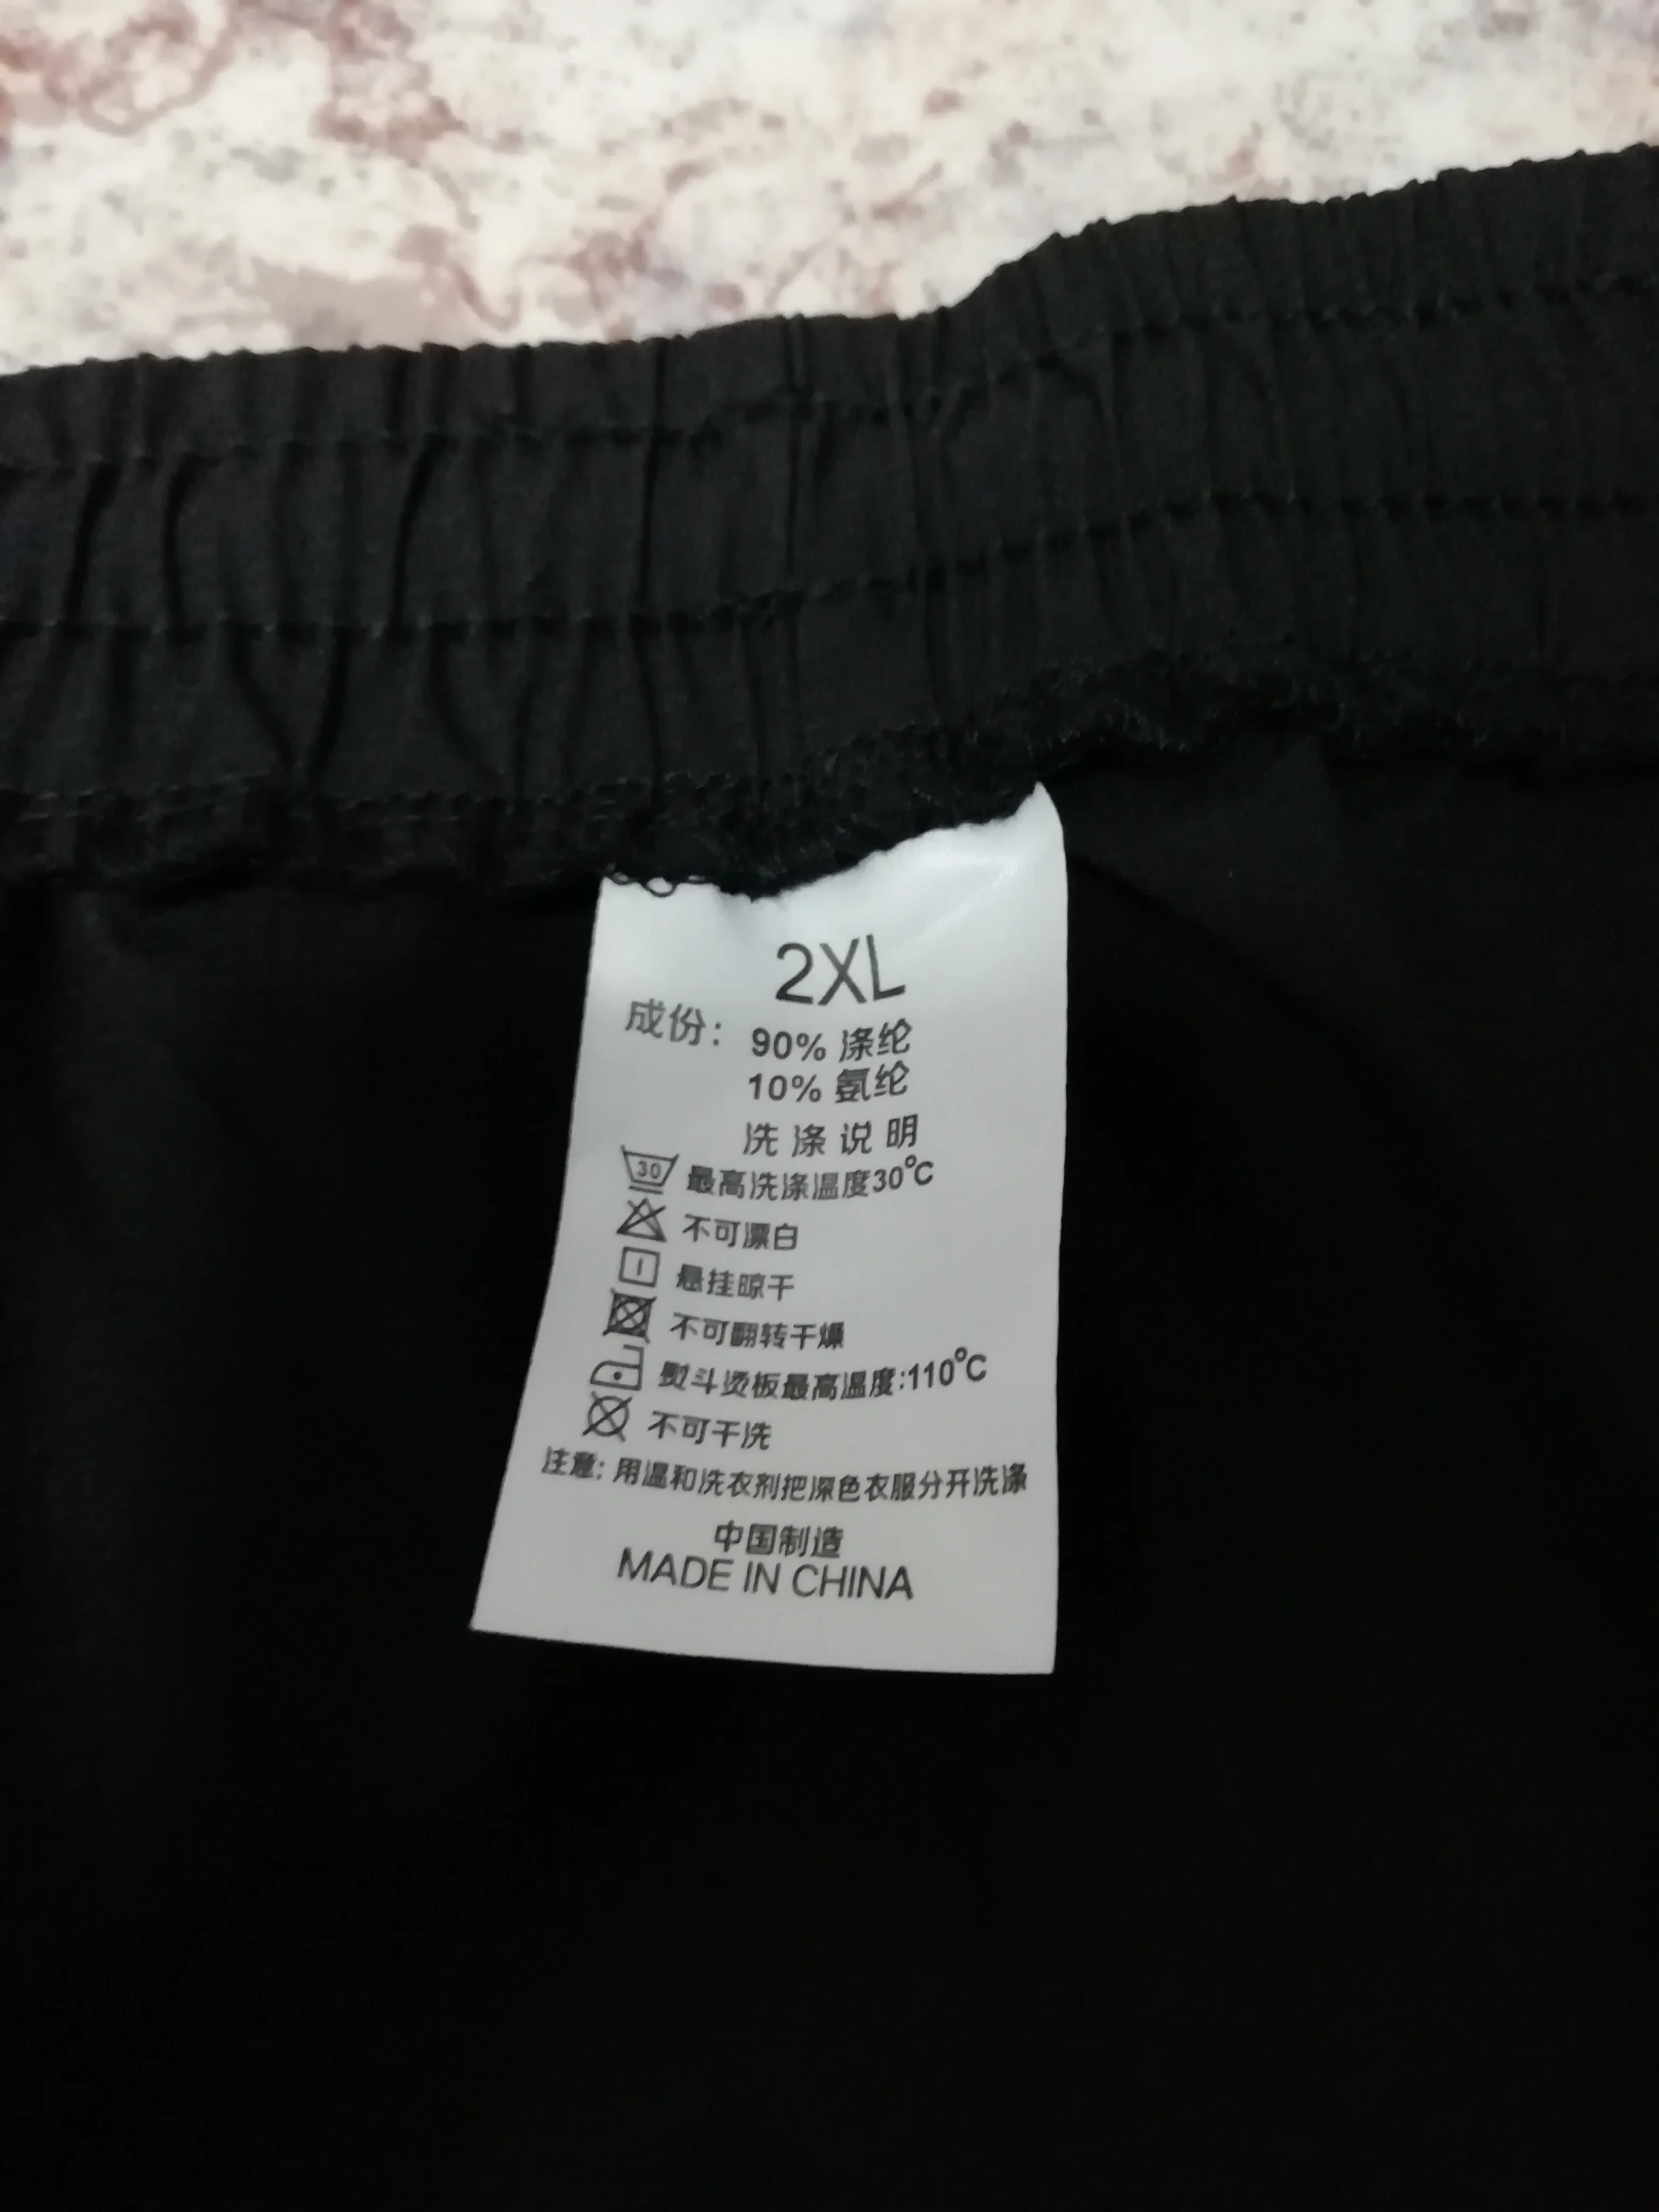 2XL
成份: 90% 涤纶
10% 氨纶
洗涤说明
30 最高洗涤温度30°C
不可漂白
悬挂晾干
不可翻转干燥
熨斗烫板最高温度:110°C
不可干洗
注意: 用温和洗衣剂把深色衣服分开洗涤
中国制造
MADE IN CHINA